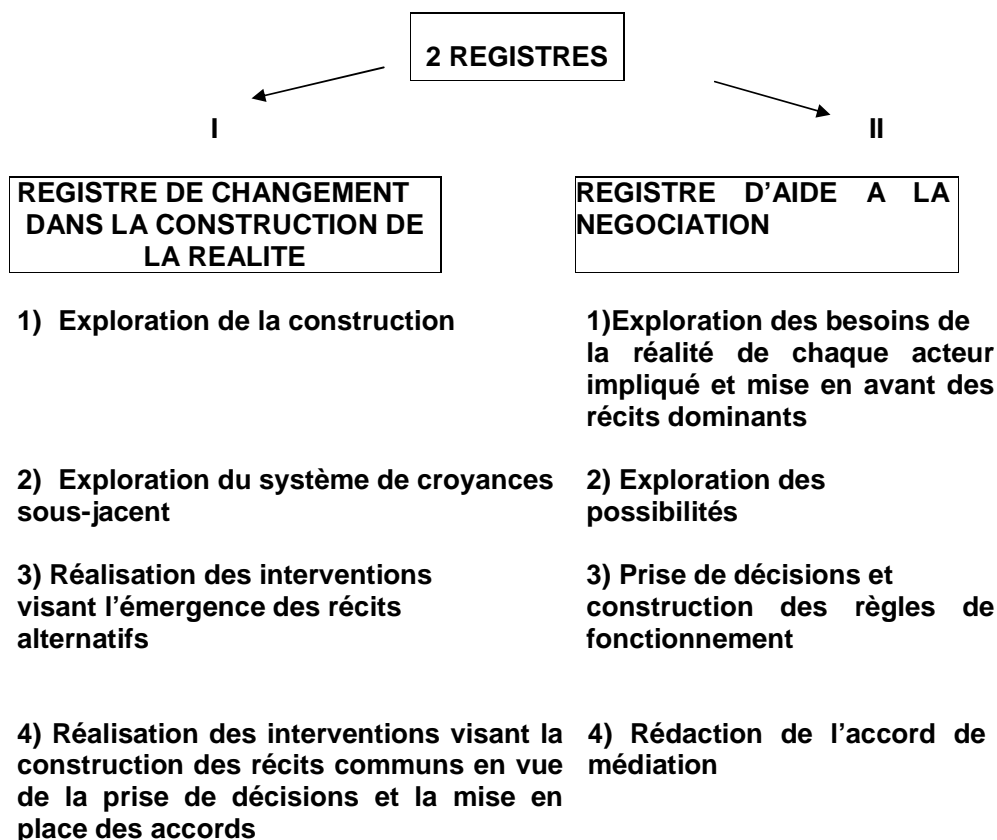 2 REGISTRES
I
REGISTRE DE CHANGEMENT
DANS LA CONSTRUCTION DE
LA REALITE
1) Exploration de la construction
2) Exploration du système de croyances
sous-jacent
3) Réalisation des interventions
visant l’émergence des récits
alternatifs
4) Réalisation des interventions visant la
construction des récits communs en vue
de la prise de décisions et la mise en
place des accords
II
REGISTRE D’AIDE A LA
NEGOCIATION
1)Exploration des besoins de
la réalité de chaque acteur
impliqué et mise en avant des
récits dominants
2) Exploration des
possibilités
3) Prise de décisions et
construction des règles de
fonctionnement
4) Rédaction de l’accord de
médiation